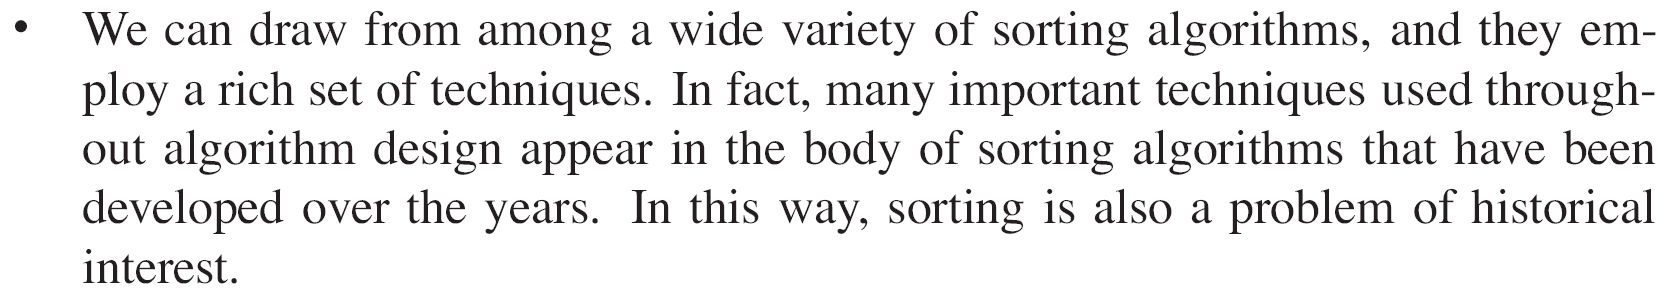 • We can draw from among a wide variety of sorting algorithms, and they em-
ploy a rich set of techniques. In fact, many important techniques used through-
out algorithm design appear in the body of sorting algorithms that have been
developed over the years. In this way, sorting is also a problem of historical
interest.